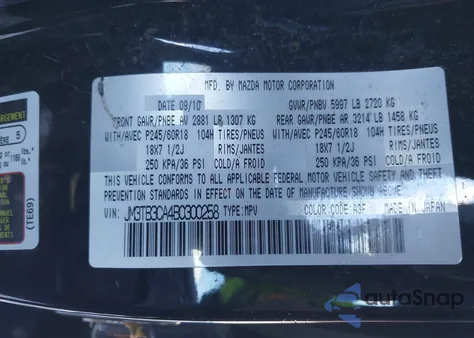 MFD. BY MAZDA MOTOR CORPORATION
DATE 09/10 GVWR/PNBV 5997 LB 2720 KG
FRONT GAWR/PNBE AV 2881 LB 1307 KG REAR GAWR/PNBE AR 3214 LB 1458 KG
WITH/AVEC P245/60R18 104H TIRES/PNEUS WITH/AVEC P245/60R18 104H TIRES/PNEUS
18X7 1/2J RIMS/JANTES 18X7 1/2J RIMS/JANTES
250 KPA/36 PSI COLD/A FROID 250 KPA/36 PSI COLD/A FROID
THIS VEHICLE CONFORMS TO ALL APPLICABLE FEDERAL MOTOR VEHICLE SAFETY, BUMPER AND THEFT
PREVENTION STANDARDS IN EFFECT ON THE
DATE OF MANUFACTURE SHOWN ABOVE.
VIN: JM3TB3CA4B0300258 TYPE: MPV COLOR CODE: A3F MADE IN JAPAN
(TE69)
5
autoSnap